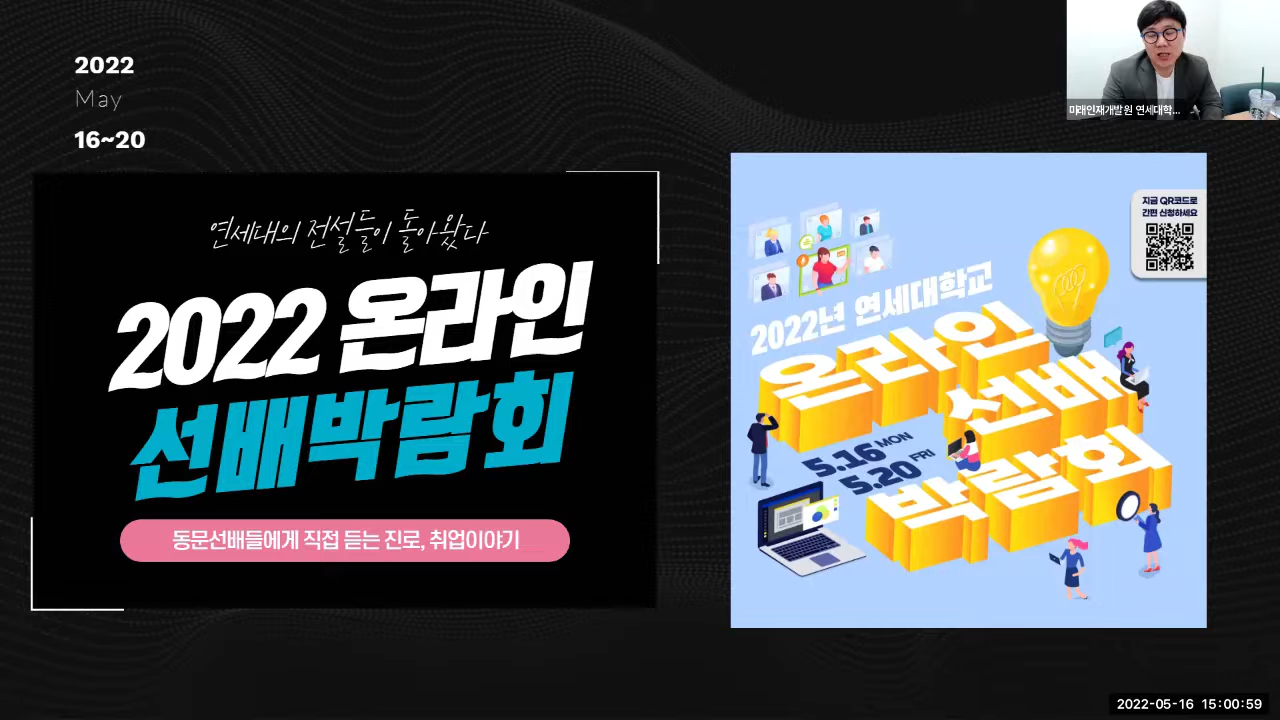 2022
May
16~20
연세대의 전설들이 돌아왔다
2022 온라인
선배박람회
동문선배들에게 직접 듣는 진로, 취업이야기
지금 QR코드로
간편 신청하세요
2022년 연세대학교
온라인
선배
박람회
5.16 MON
5.20 FRI
미래인재개발원 연세대학...
2022-05-16 15:00:59